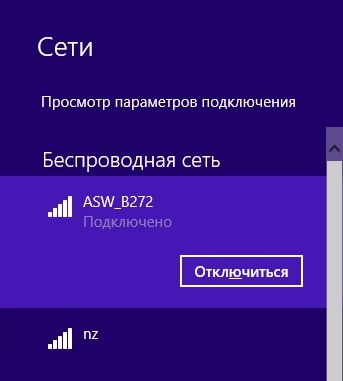 Сети
Просмотр параметров подключения
Беспроводная сеть
ASW_B272
Подключено
Отключиться
nz